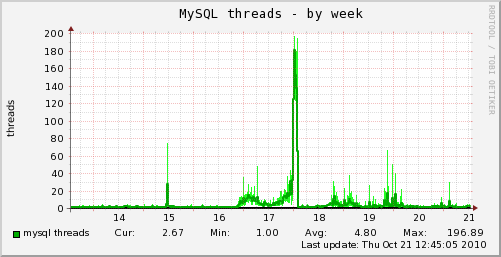 MySQL threads - by week
RRDTOOL / TOBI OETIKER
threads
200
180
160
140
120
100
80
60
40
20
0
14 15 16 17 18 19 20 21
mysql threads Cur: 2.67 Min: 1.00 Avg: 4.80 Max: 196.89
Last update: Thu Oct 21 12:45:05 2010